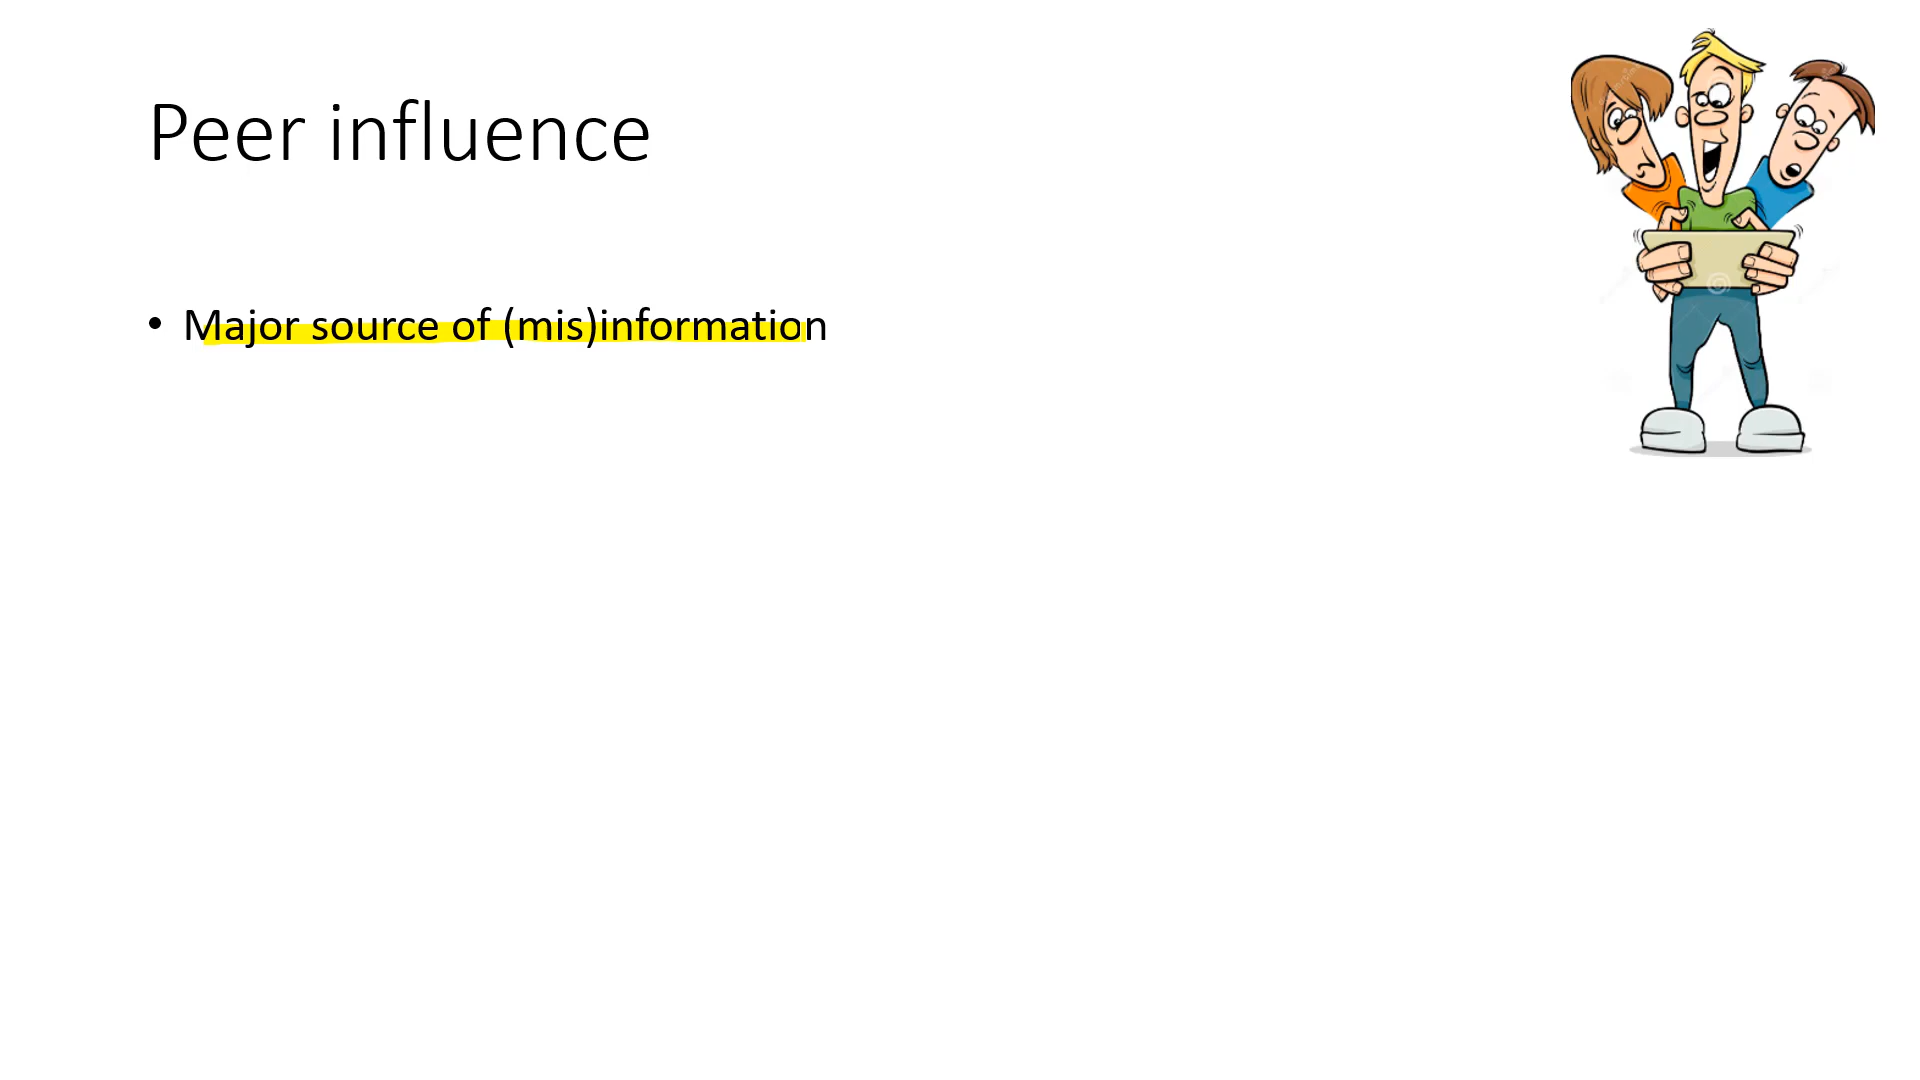 Peer influence
• Major source of (mis)information